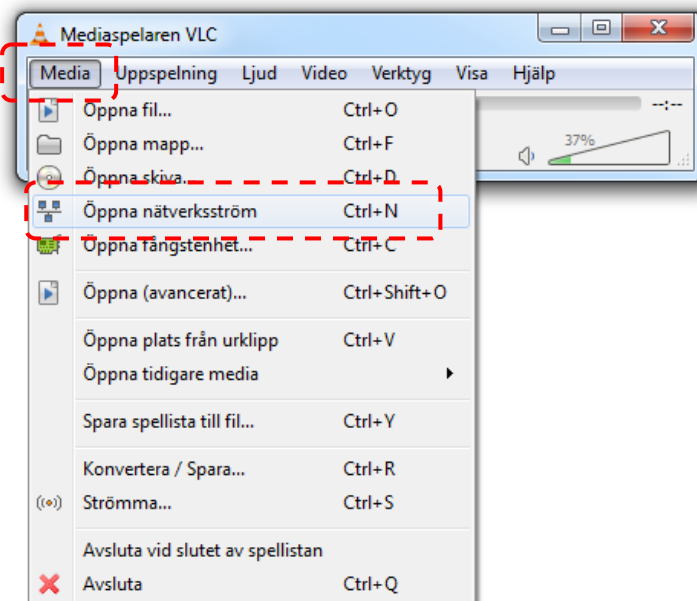 Mediaspelaren VLC
Media Uppspelning Ljud Video Verktyg Visa Hjälp
--:--
37%
Öppna fil... Ctrl+O
Öppna mapp... Ctrl+F
Öppna skiva... Ctrl+D
Öppna nätverksström Ctrl+N
Öppna fångstenhet... Ctrl+C
Öppna (avancerat)... Ctrl+Shift+O
Öppna plats från urklipp Ctrl+V
Öppna tidigare media
Spara spellista till fil... Ctrl+Y
Konvertera / Spara... Ctrl+R
Strömma... Ctrl+S
Avsluta vid slutet av spellistan
Avsluta Ctrl+Q